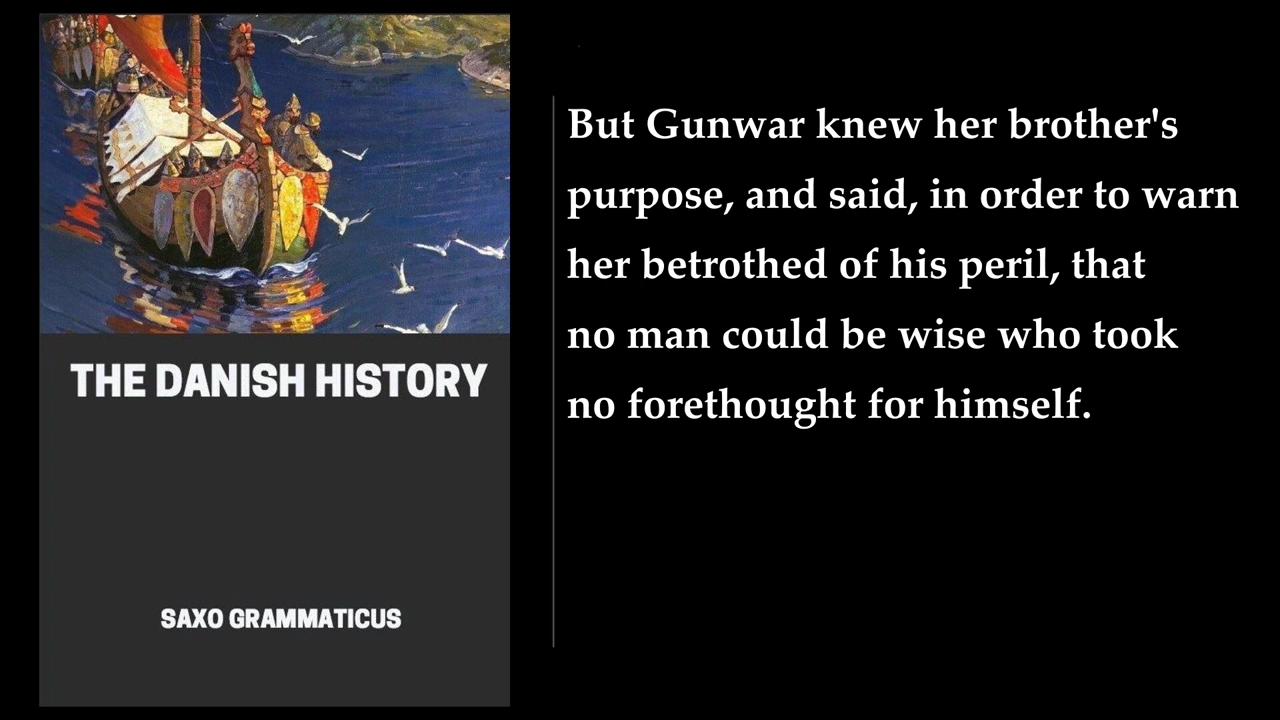 THE DANISH HISTORY
SAXO GRAMMATICUS
But Gunwar knew her brother's
purpose, and said, in order to warn
her betrothed of his peril, that
no man could be wise who took
no forethought for himself.